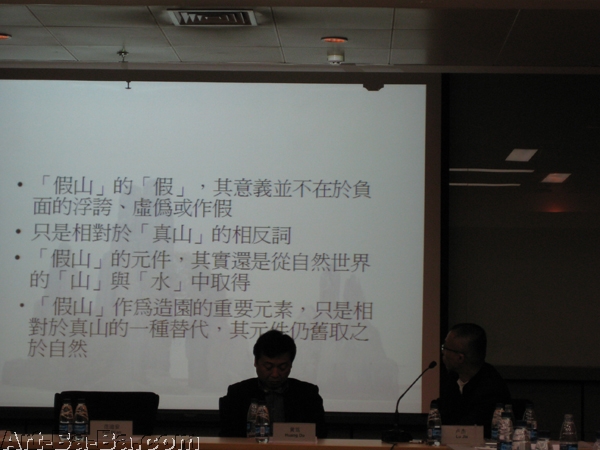 • 「假山」的「假」，其意義並不在於負
面的浮誇、虛偽或作假
• 只是相對於「真山」的相反詞
• 「假山」的元件，其實還是從自然世界
的「山」與「水」中取得
• 「假山」作爲造園的重要元素，只是相
對於真山的一種替代，其元件仍舊取之
於自然
Art-Ba-Ba.com